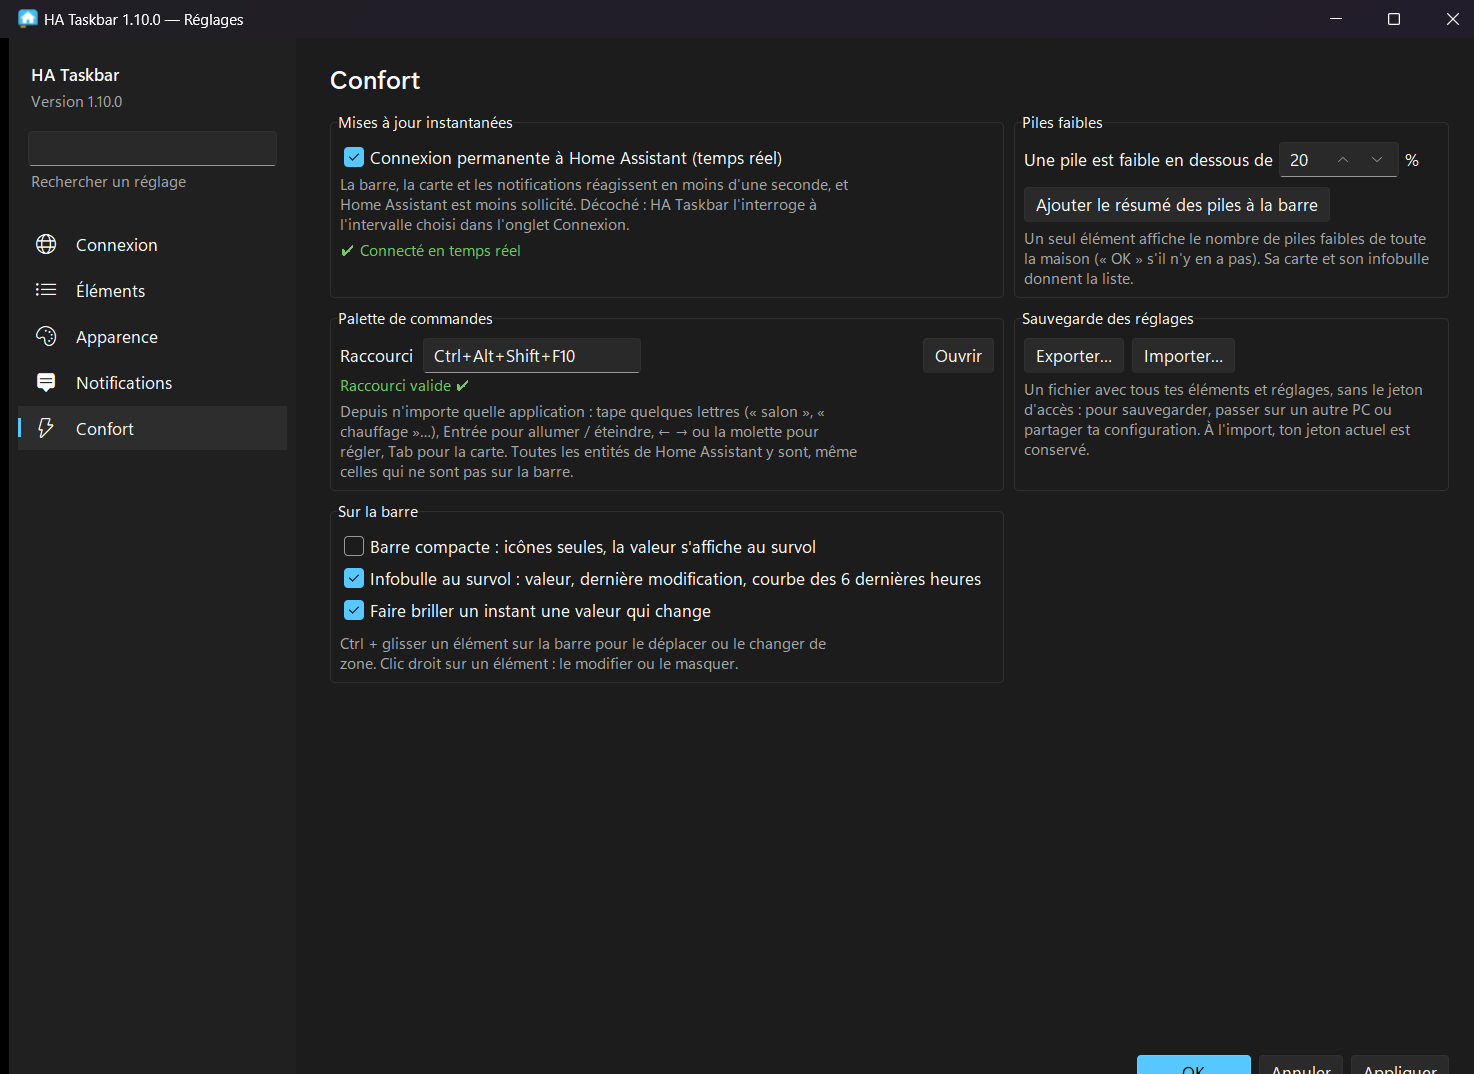 HA Taskbar 1.10.0 — Réglages
HA Taskbar
Version 1.10.0
Rechercher un réglage
Connexion
Éléments
Apparence
Notifications
Confort
Confort
Mises à jour instantanées
Connexion permanente à Home Assistant (temps réel)
La barre, la carte et les notifications réagissent en moins d'une seconde, et
Home Assistant est moins sollicité. Décoché : HA Taskbar l'interroge à
l'intervalle choisi dans l'onglet Connexion.
✔ Connecté en temps réel
Piles faibles
Une pile est faible en dessous de 20 %
Ajouter le résumé des piles à la barre
Un seul élément affiche le nombre de piles faibles de toute
la maison (« OK » s'il n'y en a pas). Sa carte et son infobulle
donnent la liste.
Palette de commandes
Raccourci Ctrl+Alt+Shift+F10 Ouvrir
Raccourci valide ✔
Depuis n'importe quelle application : tape quelques lettres (« salon », «
chauffage »...), Entrée pour allumer / éteindre, ← → ou la molette pour
régler, Tab pour la carte. Toutes les entités de Home Assistant y sont, même
celles qui ne sont pas sur la barre.
Sauvegarde des réglages
Exporter... Importer...
Un fichier avec tous tes éléments et réglages, sans le jeton
d'accès : pour sauvegarder, passer sur un autre PC ou
partager ta configuration. À l'import, ton jeton actuel est
conservé.
Sur la barre
Barre compacte : icônes seules, la valeur s'affiche au survol
Infobulle au survol : valeur, dernière modification, courbe des 6 dernières heures
Faire briller un instant une valeur qui change
Ctrl + glisser un élément sur la barre pour le déplacer ou le changer de
zone. Clic droit sur un élément : le modifier ou le masquer.
OK Annuler Appliquer